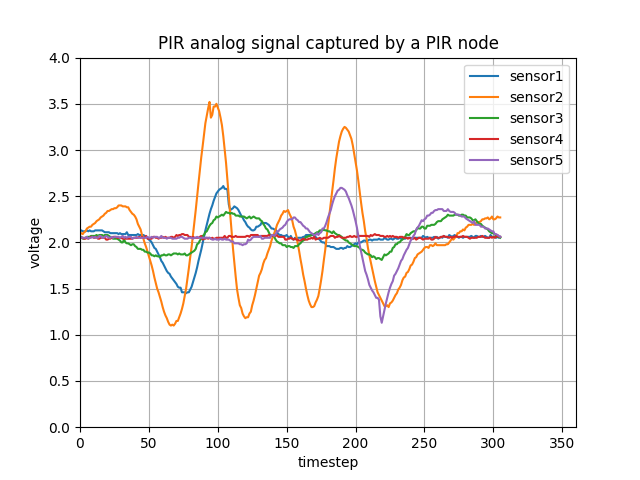 PIR analog signal captured by a PIR node
4.0
3.5
3.0
2.5
2.0
1.5
1.0
0.5
0.0
voltage
sensor1
sensor2
sensor3
sensor4
sensor5
0 50 100 150 200 250 300 350
timestep